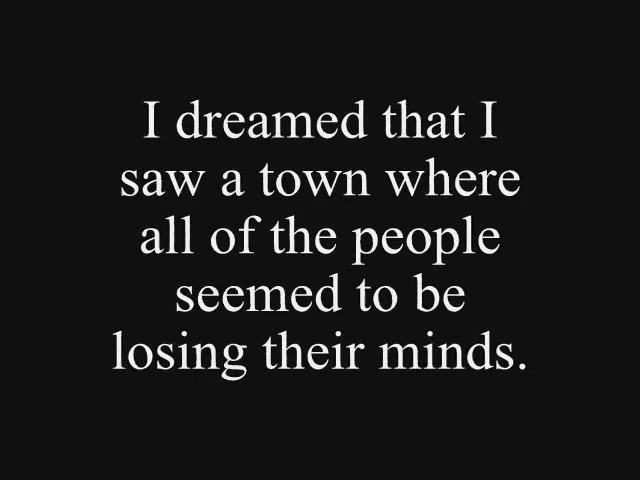 I dreamed that I
saw a town where
all of the people
seemed to be
losing their minds.